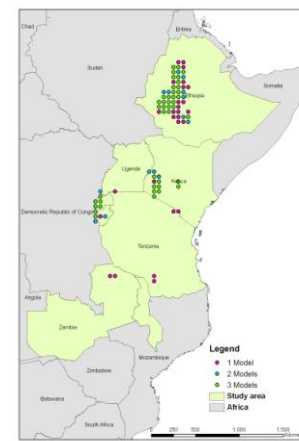 Chad
Eritrea
Sudan
Ethiopia
Somalia
Uganda
Kenya
Democratic Republic of Congo
Tanzania
Angola
Zambia
Mozambique
Zimbabwe
Botswana
South Africa
Legend
1 Model
2 Models
3 Models
Study area
Africa
0 250 500 1,000 1,500